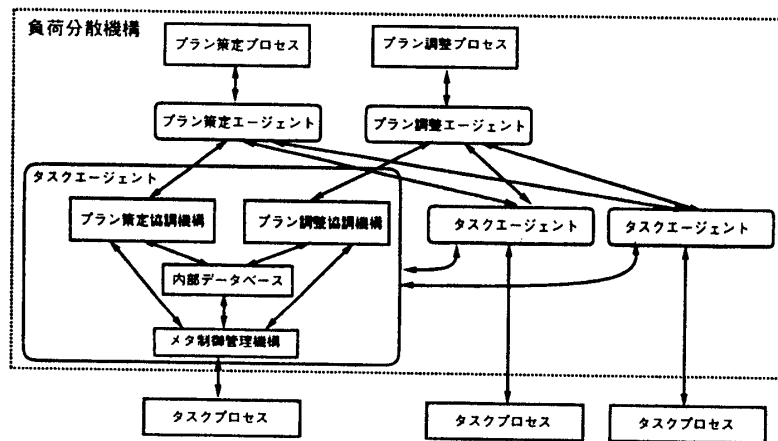 負荷分散機構
プラン策定プロセス
プラン調整プロセス
プラン策定エージェント
プラン調整エージェント
タスクエージェント
プラン策定協調機構
プラン調整協調機構
タスクエージェント
タスクエージェント
内部データベース
メタ制御管理機構
タスクプロセス
タスクプロセス
タスクプロセス